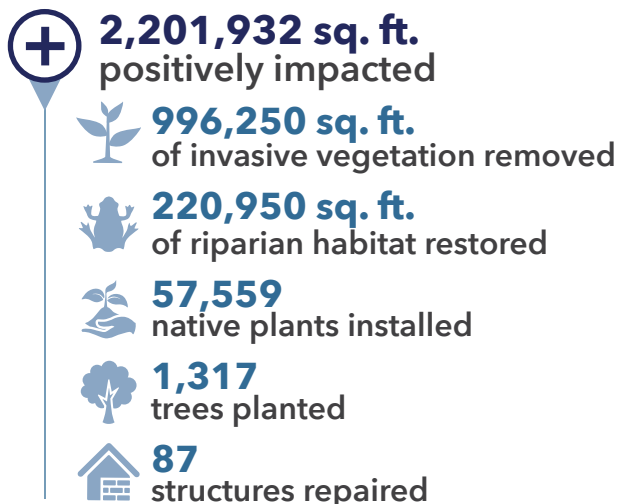 2,201,932 sq. ft.
positively impacted
996,250 sq. ft.
of invasive vegetation removed
220,950 sq. ft.
of riparian habitat restored
57,559
native plants installed
1,317
trees planted
87
structures repaired